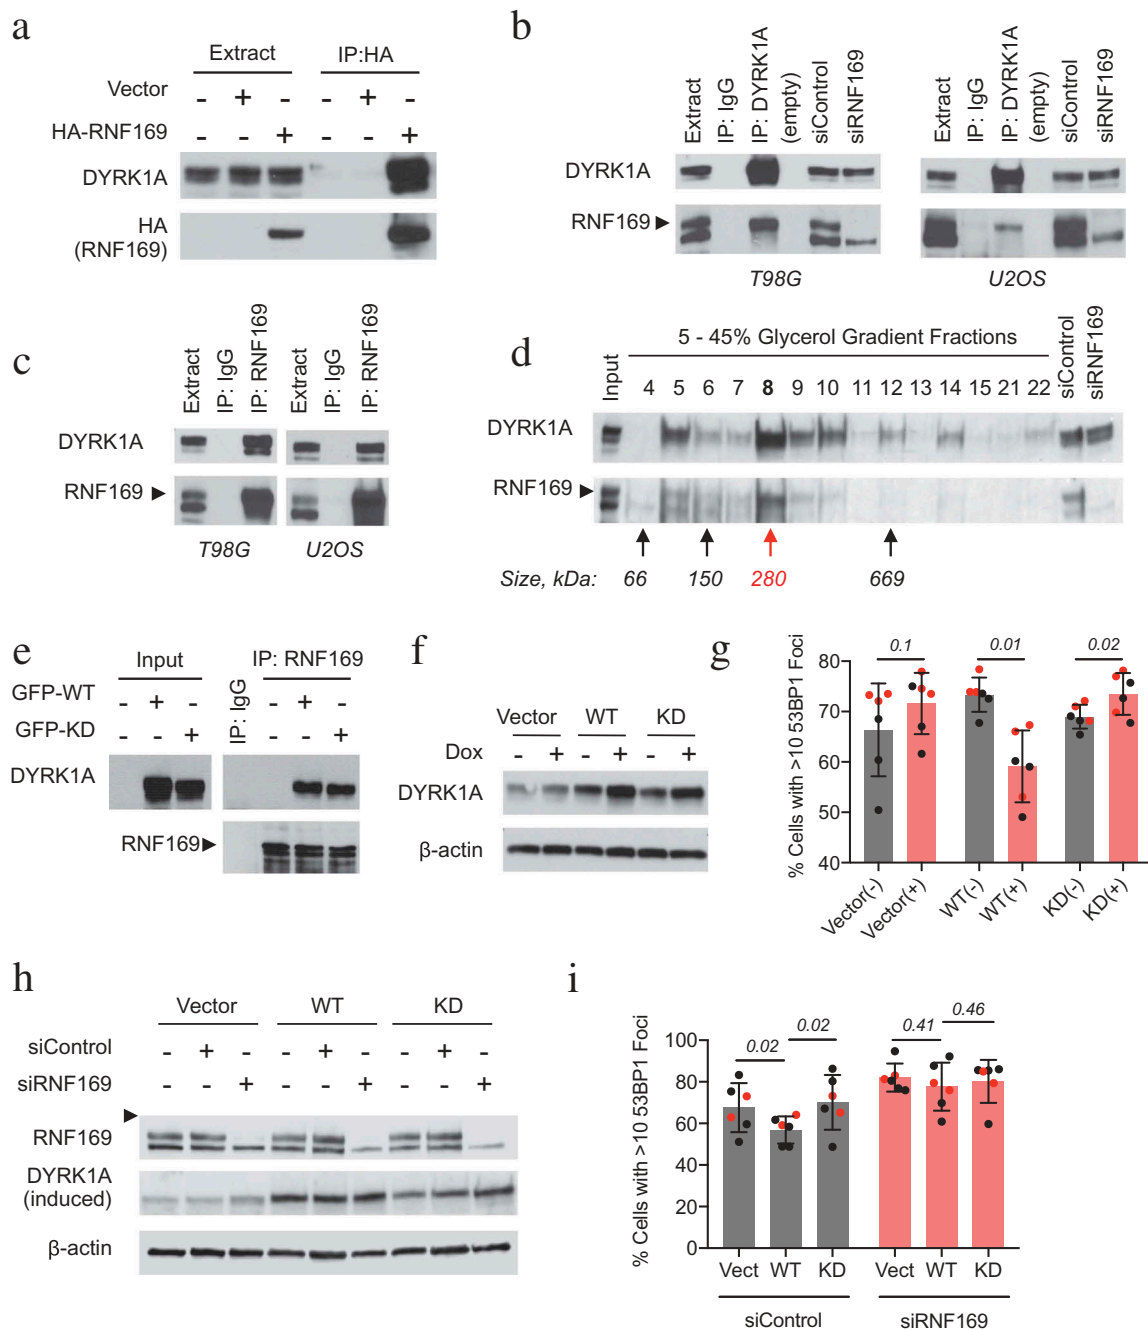 a
Extract IP:HA
Vector - + - - + -
HA-RNF169 - - + - - +
DYRK1A
HA
(RNF169)
b
Extract
IP: IgG
IP: DYRK1A
(empty)
siControl
siRNF169
Extract
IP: IgG
IP: DYRK1A
(empty)
siControl
siRNF169
DYRK1A
RNF169
T98G U2OS
c
Extract
IP: IgG
IP: RNF169
Extract
IP: IgG
IP: RNF169
DYRK1A
RNF169
T98G U2OS
d
5 - 45% Glycerol Gradient Fractions
Input
4 5 6 7 8 9 10 11 12 13 14 15 21 22
siControl
siRNF169
DYRK1A
RNF169
Size, kDa: 66 150 280 669
e
Input IP: RNF169
IP: IgG
GFP-WT - + - - + -
GFP-KD - - + - - +
DYRK1A
RNF169
f
Vector WT KD
Dox - + - + - +
DYRK1A
β-actin
g
% Cells with >10 53BP1 Foci
0.1 0.01 0.02
80
70
60
50
40
Vector(-)
Vector(+)
WT(-)
WT(+)
KD(-)
KD(+)
h
Vector WT KD
siControl - + - - + - - + -
siRNF169 - - + - - + - - +
RNF169
DYRK1A
(induced)
β-actin
i
% Cells with >10 53BP1 Foci
0.02 0.02 0.41 0.46
100
80
60
40
20
0
Vect WT KD Vect WT KD
siControl siRNF169